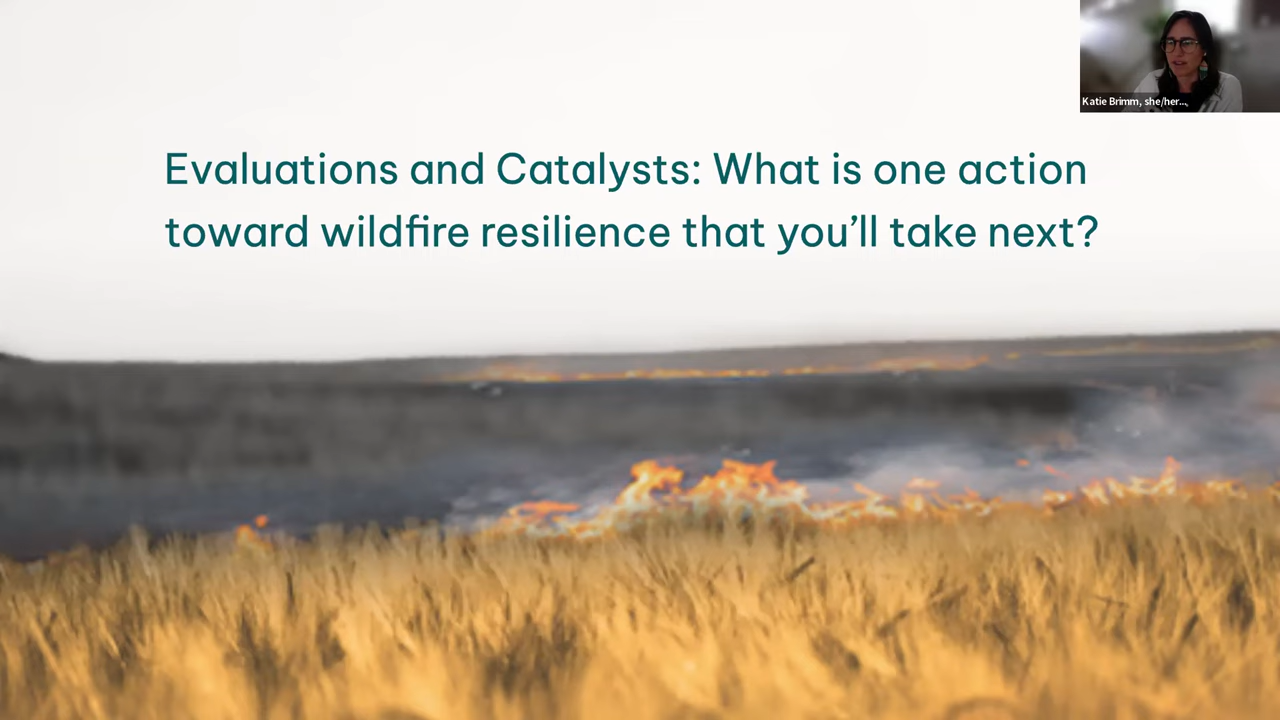 Katie Brimm, she/her...,
Evaluations and Catalysts: What is one action
toward wildfire resilience that you’ll take next?